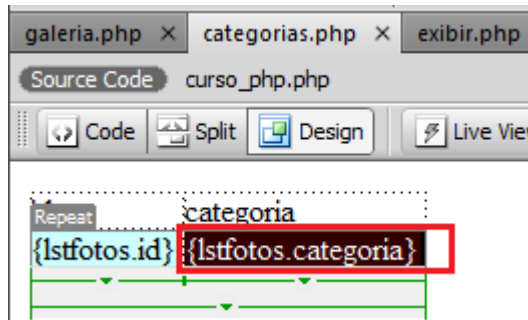 galeria.php × categorias.php × exibir.php
Source Code curso_php.php
Code Split Design Live
Repeat categoria
{lstfotos.id} {lstfotos.categoria}